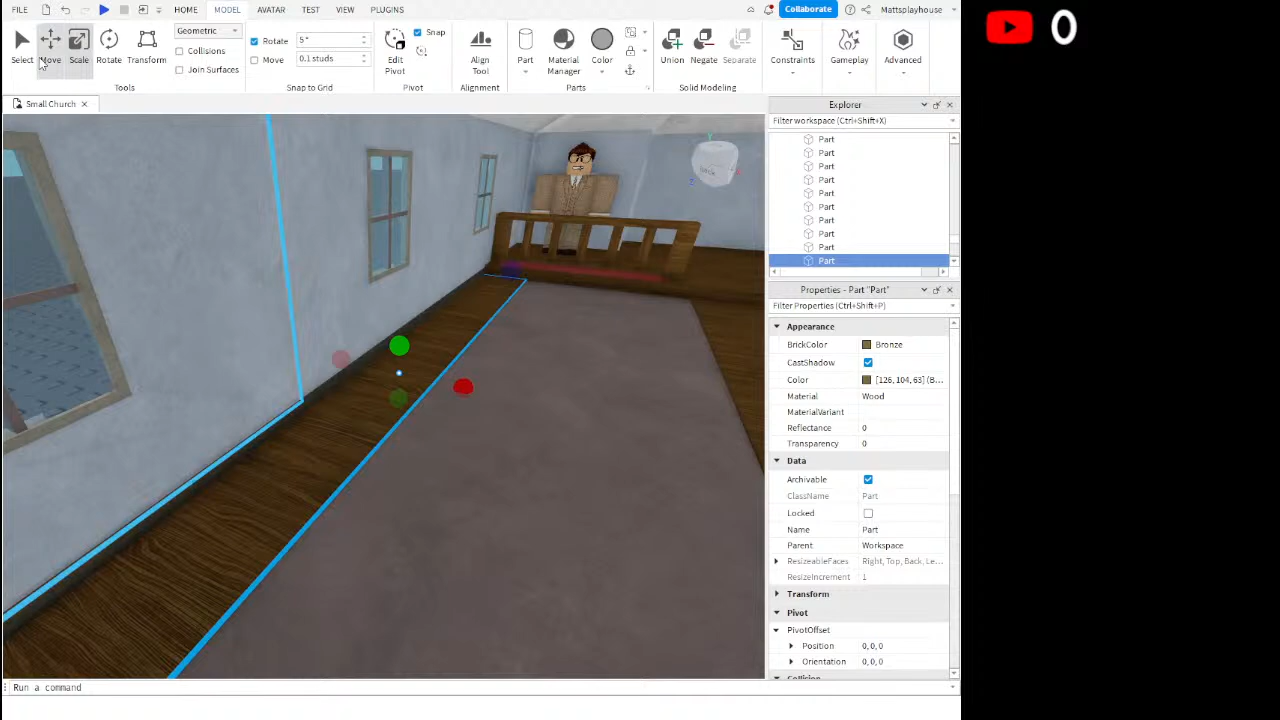 FILE HOME MODEL AVATAR TEST VIEW PLUGINS Collaborate Mattsplayhouse
0
Select Move Scale Rotate Transform
Geometric
Collisions
Join Surfaces
Tools
Rotate 5°
Move 0.1 studs
Snap to Grid
Edit Pivot
Snap
Pivot
Align Tool
Alignment
Part Material Manager Color
Parts
Union Negate Separate
Solid Modeling
Constraints Gameplay Advanced
Small Church
BACK
Explorer
Filter workspace (Ctrl+Shift+X)
Part
Part
Part
Part
Part
Part
Part
Part
Part
Part
Properties - Part "Part"
Filter Properties (Ctrl+Shift+P)
Appearance
BrickColor Bronze
CastShadow
Color [126, 104, 63] (B...
Material Wood
MaterialVariant
Reflectance 0
Transparency 0
Data
Archivable
ClassName Part
Locked
Name Part
Parent Workspace
ResizeableFaces Right, Top, Back, Le...
ResizeIncrement 1
Transform
Pivot
PivotOffset
Position 0, 0, 0
Orientation 0, 0, 0
Collision
Run a command